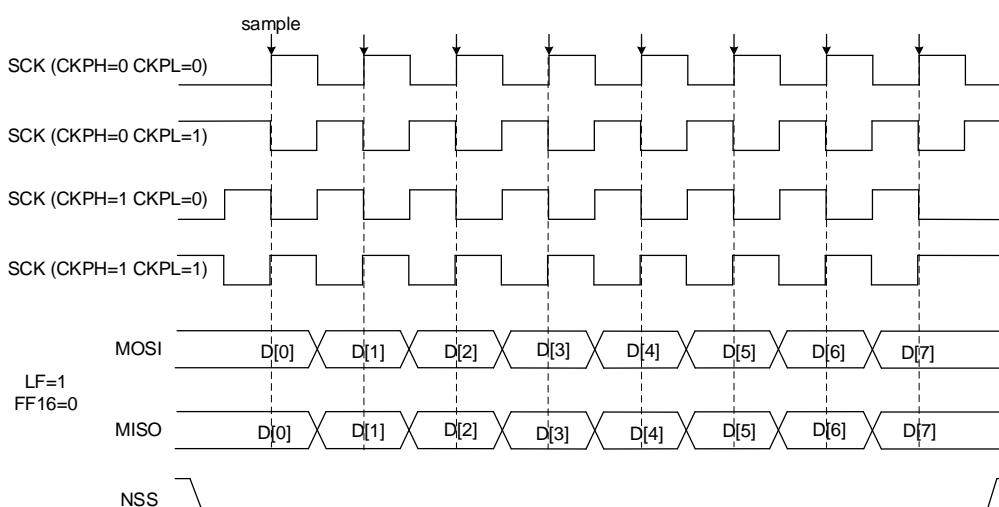 sample
SCK (CKPH=0 CKPL=0)
SCK (CKPH=0 CKPL=1)
SCK (CKPH=1 CKPL=0)
SCK (CKPH=1 CKPL=1)
MOSI D[0] D[1] D[2] D[3] D[4] D[5] D[6] D[7]
LF=1
FF16=0
MISO D[0] D[1] D[2] D[3] D[4] D[5] D[6] D[7]
NSS